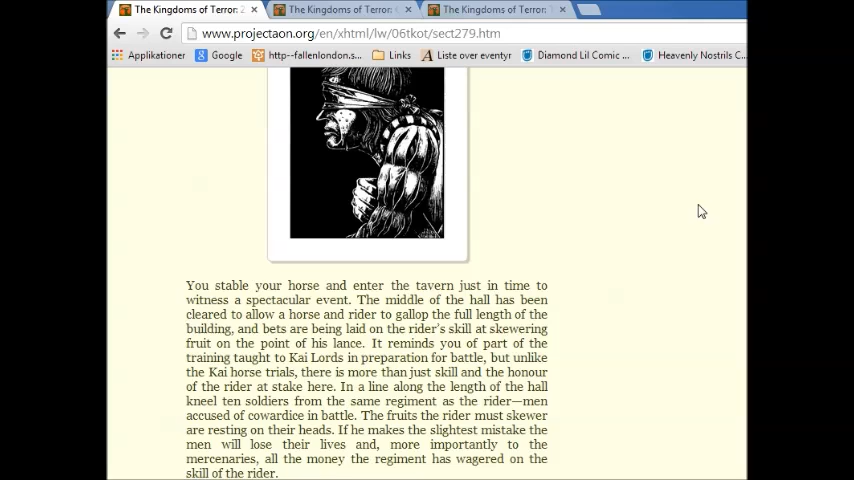 The Kingdoms of Terror: 2
The Kingdoms of Terror:
The Kingdoms of Terror:
www.projectaon.org/en/xhtml/lw/06tkot/sect279.htm
Applikationer
Google
http--fallenlondon.s...
Links
Liste over eventyr
Diamond Lil Comic ...
Heavenly Nostrils C...
You stable your horse and enter the tavern just in time to
witness a spectacular event. The middle of the hall has been
cleared to allow a horse and rider to gallop the full length of the
building, and bets are being laid on the rider's skill at skewering
fruit on the point of his lance. It reminds you of part of the
training taught to Kai Lords in preparation for battle, but unlike
the Kai horse trials, there is more than just skill and the honour
of the rider at stake here. In a line along the length of the hall
kneel ten soldiers from the same regiment as the rider—men
accused of cowardice in battle. The fruits the rider must skewer
are resting on their heads. If he makes the slightest mistake the
men will lose their lives and, more importantly to the
mercenaries, all the money the regiment has wagered on the
skill of the rider.